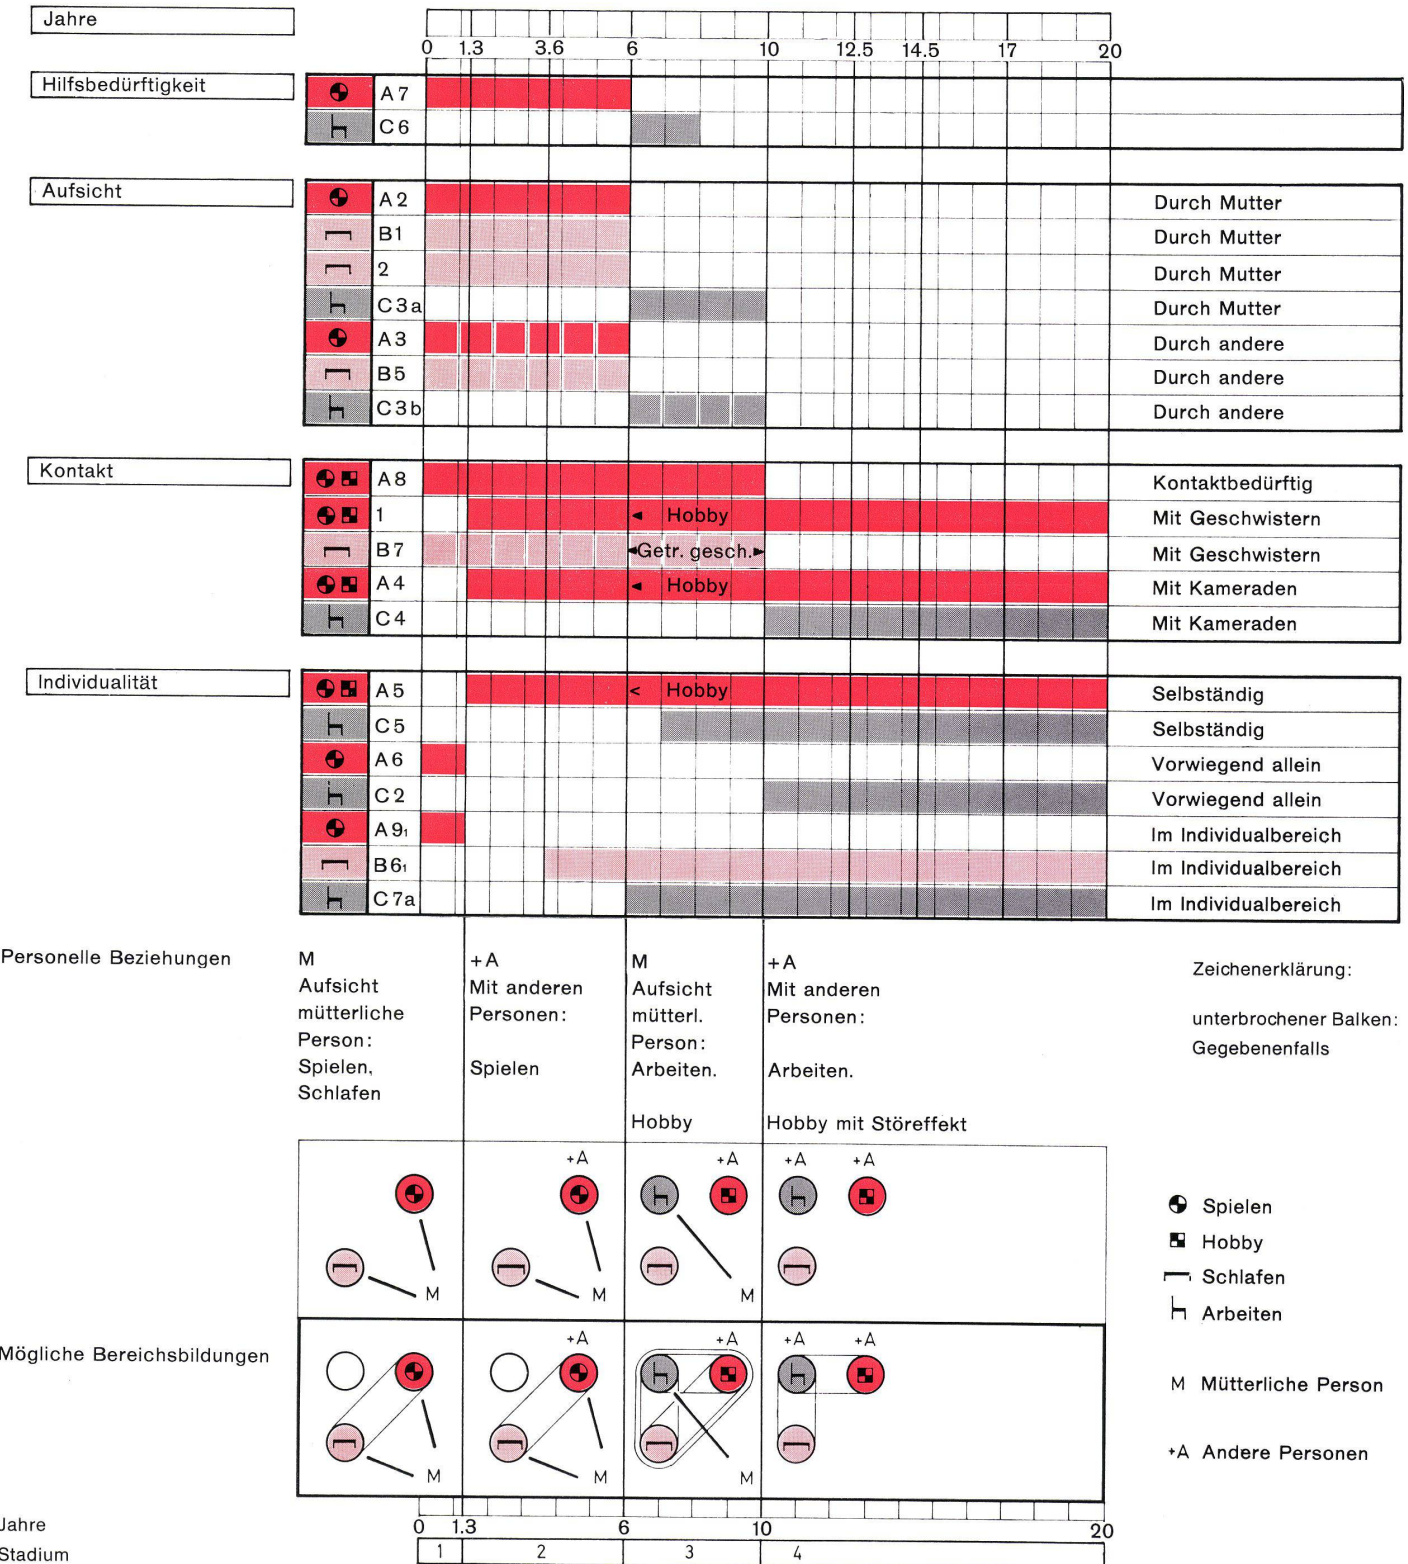 Jahre
0 1.3 3.6 6 10 12.5 14.5 17 20
Hilfsbedürftigkeit
A7
C6
Aufsicht
A2 Durch Mutter
B1 Durch Mutter
2 Durch Mutter
C3a Durch Mutter
A3 Durch andere
B5 Durch andere
C3b Durch andere
Kontakt
A8 Kontaktbedürftig
1 Hobby Mit Geschwistern
B7 Getr. gesch. Mit Geschwistern
A4 Hobby Mit Kameraden
C4 Mit Kameraden
Individualität
A5 < Hobby Selbständig
C5 Selbständig
A6 Vorwiegend allein
C2 Vorwiegend allein
A9₁ Im Individualbereich
B6₁ Im Individualbereich
C7a Im Individualbereich
Personelle Beziehungen
M
Aufsicht
mütterliche
Person:
Spielen,
Schlafen
+A
Mit anderen
Personen:
Spielen
M
Aufsicht
mütterl.
Person:
Arbeiten.
Hobby
+A
Mit anderen
Personen:
Arbeiten.
Hobby mit Störeffekt
Zeichenerklärung:
unterbrochener Balken:
Gegebenenfalls
+A +A +A +A
M M M
Spielen
Hobby
Schlafen
Arbeiten
Mögliche Bereichsbildungen
+A +A +A +A
M M M
M Mütterliche Person
+A Andere Personen
Jahre
0 1.3 6 10 20
Stadium
1 2 3 4